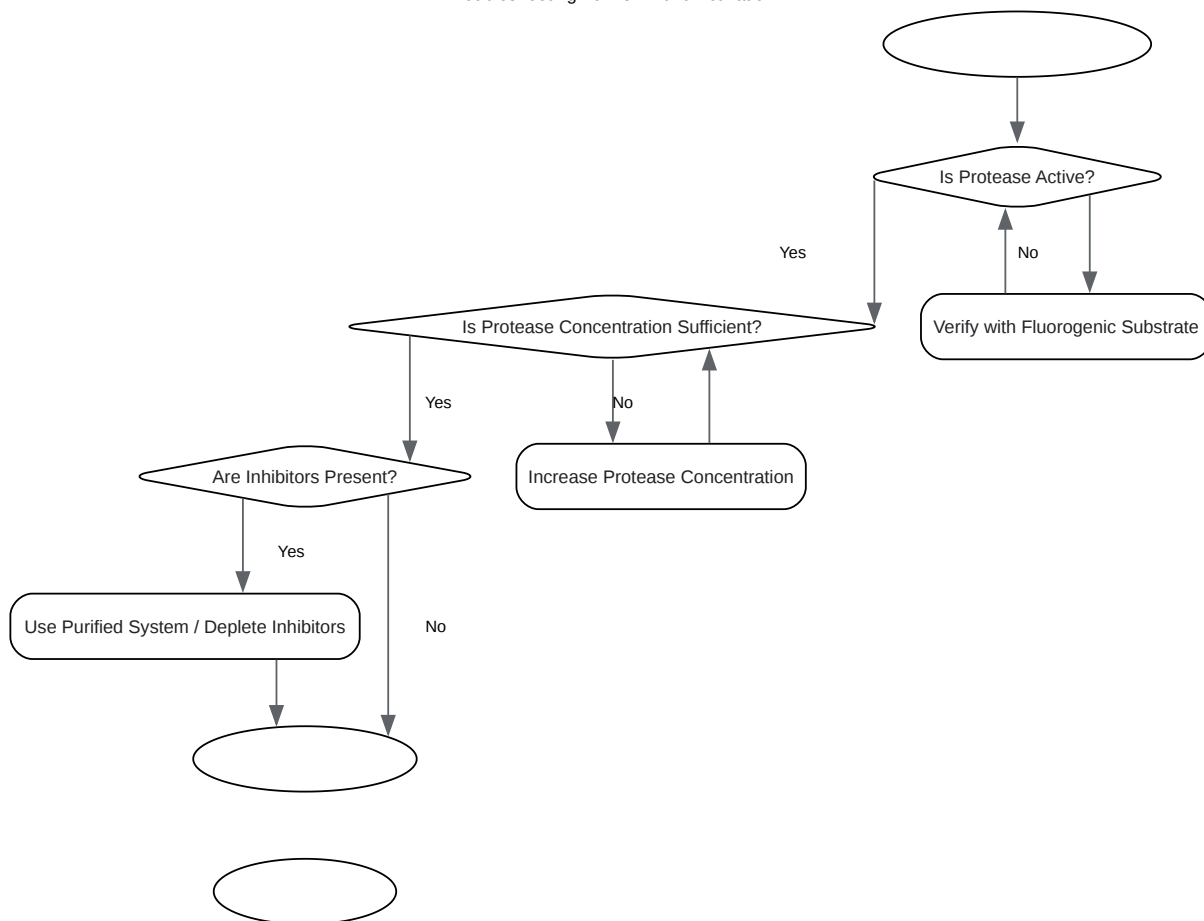 Is Protease Active?
Yes
No
Verify with Fluorogenic Substrate
Is Protease Concentration Sufficient?
Yes
No
Increase Protease Concentration
Are Inhibitors Present?
Yes
No
Use Purified System / Deplete Inhibitors